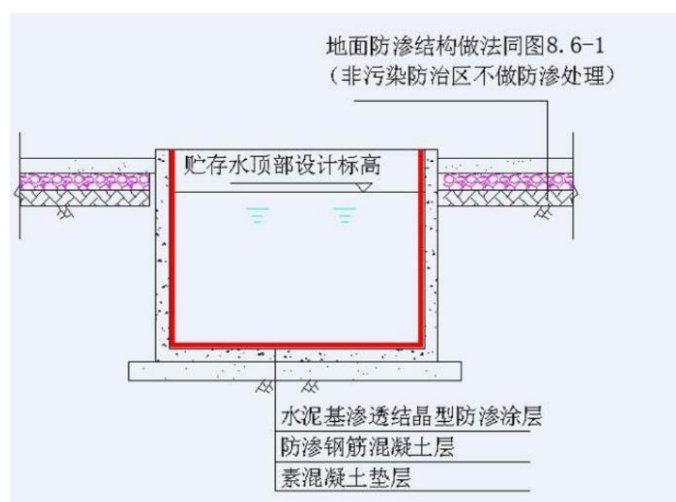 地面防渗结构做法同图8.6-1
（非污染防治区不做防渗处理）
贮存水顶部设计标高
水泥基渗透结晶型防渗涂层
防渗钢筋混凝土层
素混凝土垫层